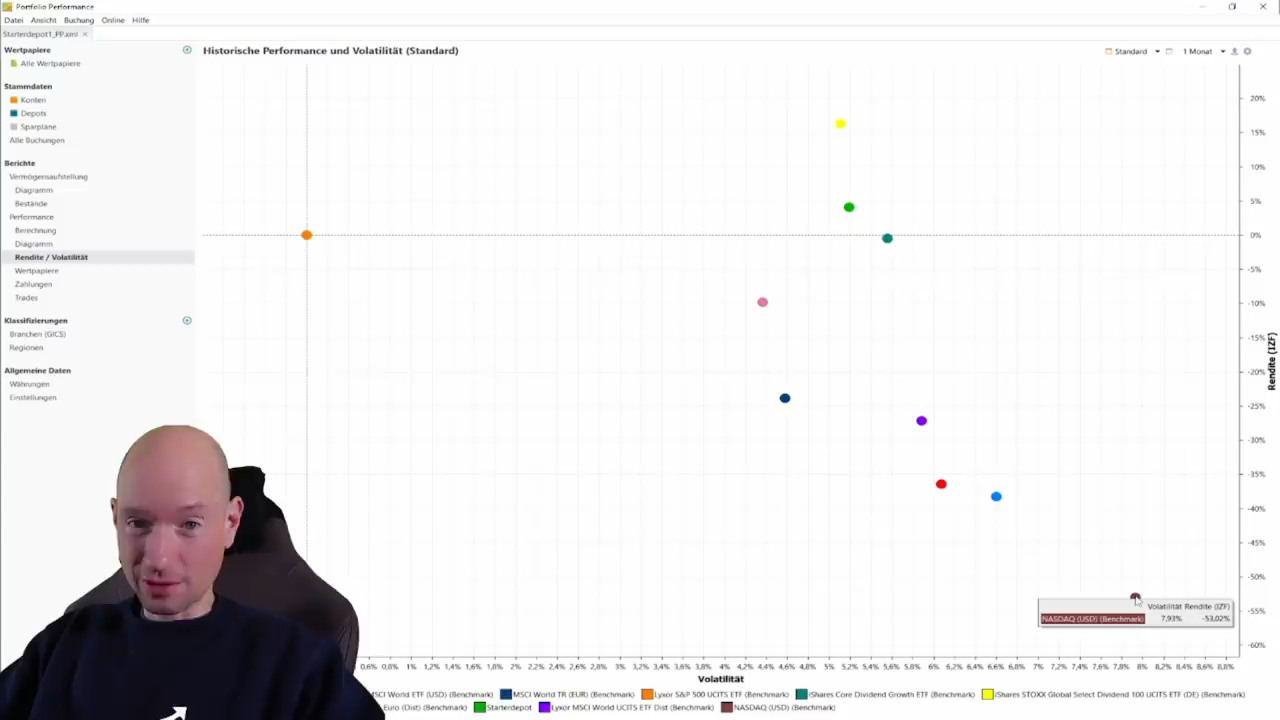 Portfolio Performance
Datei Ansicht Buchung Online Hilfe
Starterdepot1_PP.xml
Wertpapiere
Alle Wertpapiere
Stammdaten
Konten
Depots
Sparpläne
Alle Buchungen
Berichte
Vermögensaufstellung
Diagramm
Bestände
Performance
Berechnung
Diagramm
Rendite / Volatilität
Wertpapiere
Zahlungen
Trades
Klassifizierungen
Branchen (GICS)
Regionen
Allgemeine Daten
Währungen
Einstellungen
Historische Performance und Volatilität (Standard)
Standard 1 Monat
20%
15%
10%
5%
0%
-5%
-10%
-15%
-20%
-25%
-30%
-35%
-40%
-45%
-50%
-55%
-60%
Rendite (IZF)
Volatilität Rendite (IZF)
NASDAQ (USD) (Benchmark) 7,93% -53,02%
0,6% 0,8% 1% 1,2% 1,4% 1,6% 1,8% 2% 2,2% 2,4% 2,6% 2,8% 3% 3,2% 3,4% 3,6% 3,8% 4% 4,2% 4,4% 4,6% 4,8% 5% 5,2% 5,4% 5,6% 5,8% 6% 6,2% 6,4% 6,6% 6,8% 7% 7,2% 7,4% 7,6% 7,8% 8% 8,2% 8,4% 8,6% 8,8%
Volatilität
MSCI World ETF (USD) (Benchmark) MSCI World TR (EUR) (Benchmark) Lyxor S&P 500 UCITS ETF (Benchmark) iShares Core Dividend Growth ETF (Benchmark) iShares STOXX Global Select Dividend 100 UCITS ETF (DE) (Benchmark)
Euro (Dist) (Benchmark) Starterdepot Lyxor MSCI World UCITS ETF Dist (Benchmark) NASDAQ (USD) (Benchmark)